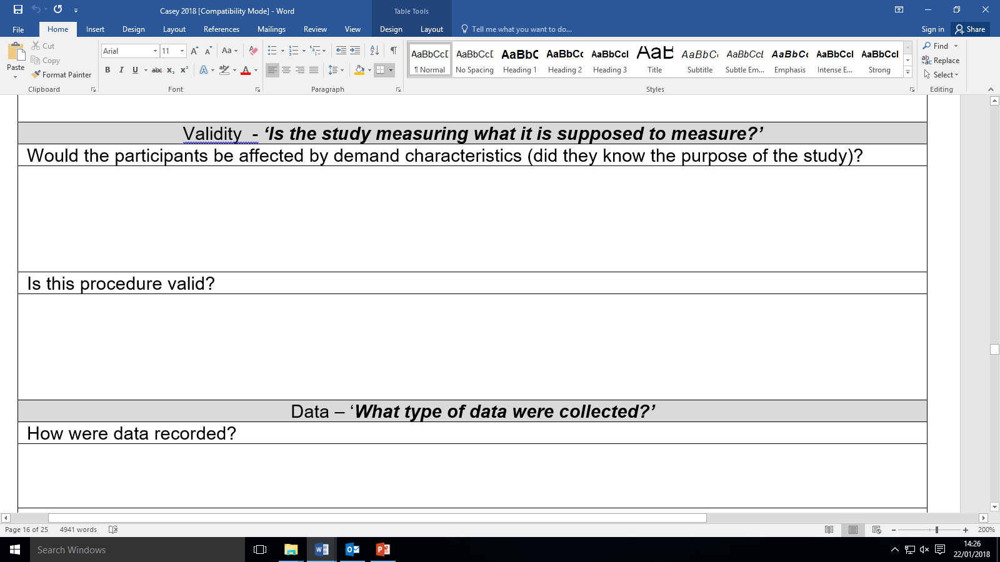 Casey 2018 [Compatibility Mode] - Word
Table Tools
File Home Insert Design Layout References Mailings Review View Design Layout Tell me what you want to do... Sign in Share
Paste
Cut
Copy
Format Painter
Clipboard
Arial 11
Font
Paragraph
AaBbCcD AaBbCcD AaBbC AaBbCc AaBbCcI AaB AaBbC AaBbCcL AaBbCc AaBbCcI AaBbCcI
¶ Normal No Spacing Heading 1 Heading 2 Heading 3 Title Subtitle Subtle Em... Emphasis Intense E... Strong
Styles
Find
Replace
Select
Editing
Validity - ‘Is the study measuring what it is supposed to measure?’
Would the participants be affected by demand characteristics (did they know the purpose of the study)?
Is this procedure valid?
Data – ‘What type of data were collected?’
How were data recorded?
Page 16 of 25 4941 words 200%
Search Windows
14:26
22/01/2018